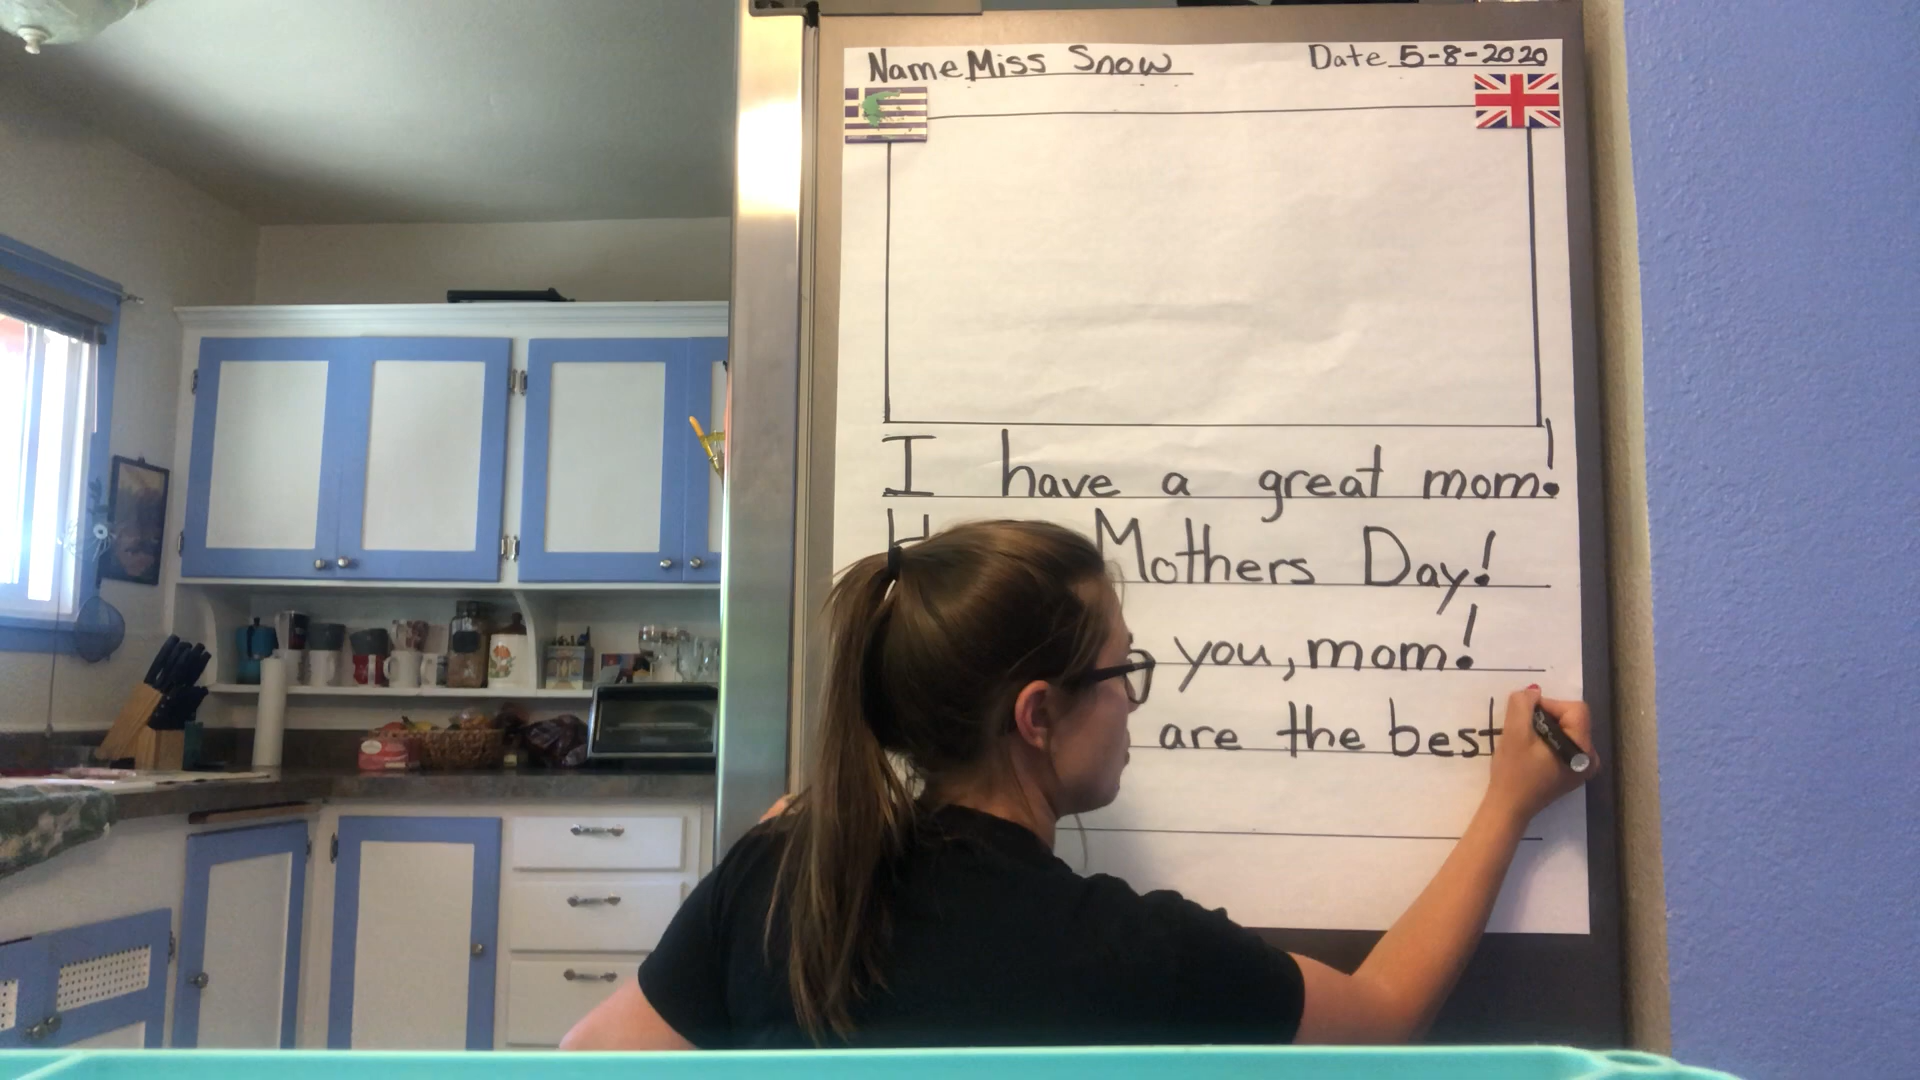 Name Miss Snow Date 5-8-2020
I have a great mom!
Mothers Day!
you, mom!
are the best